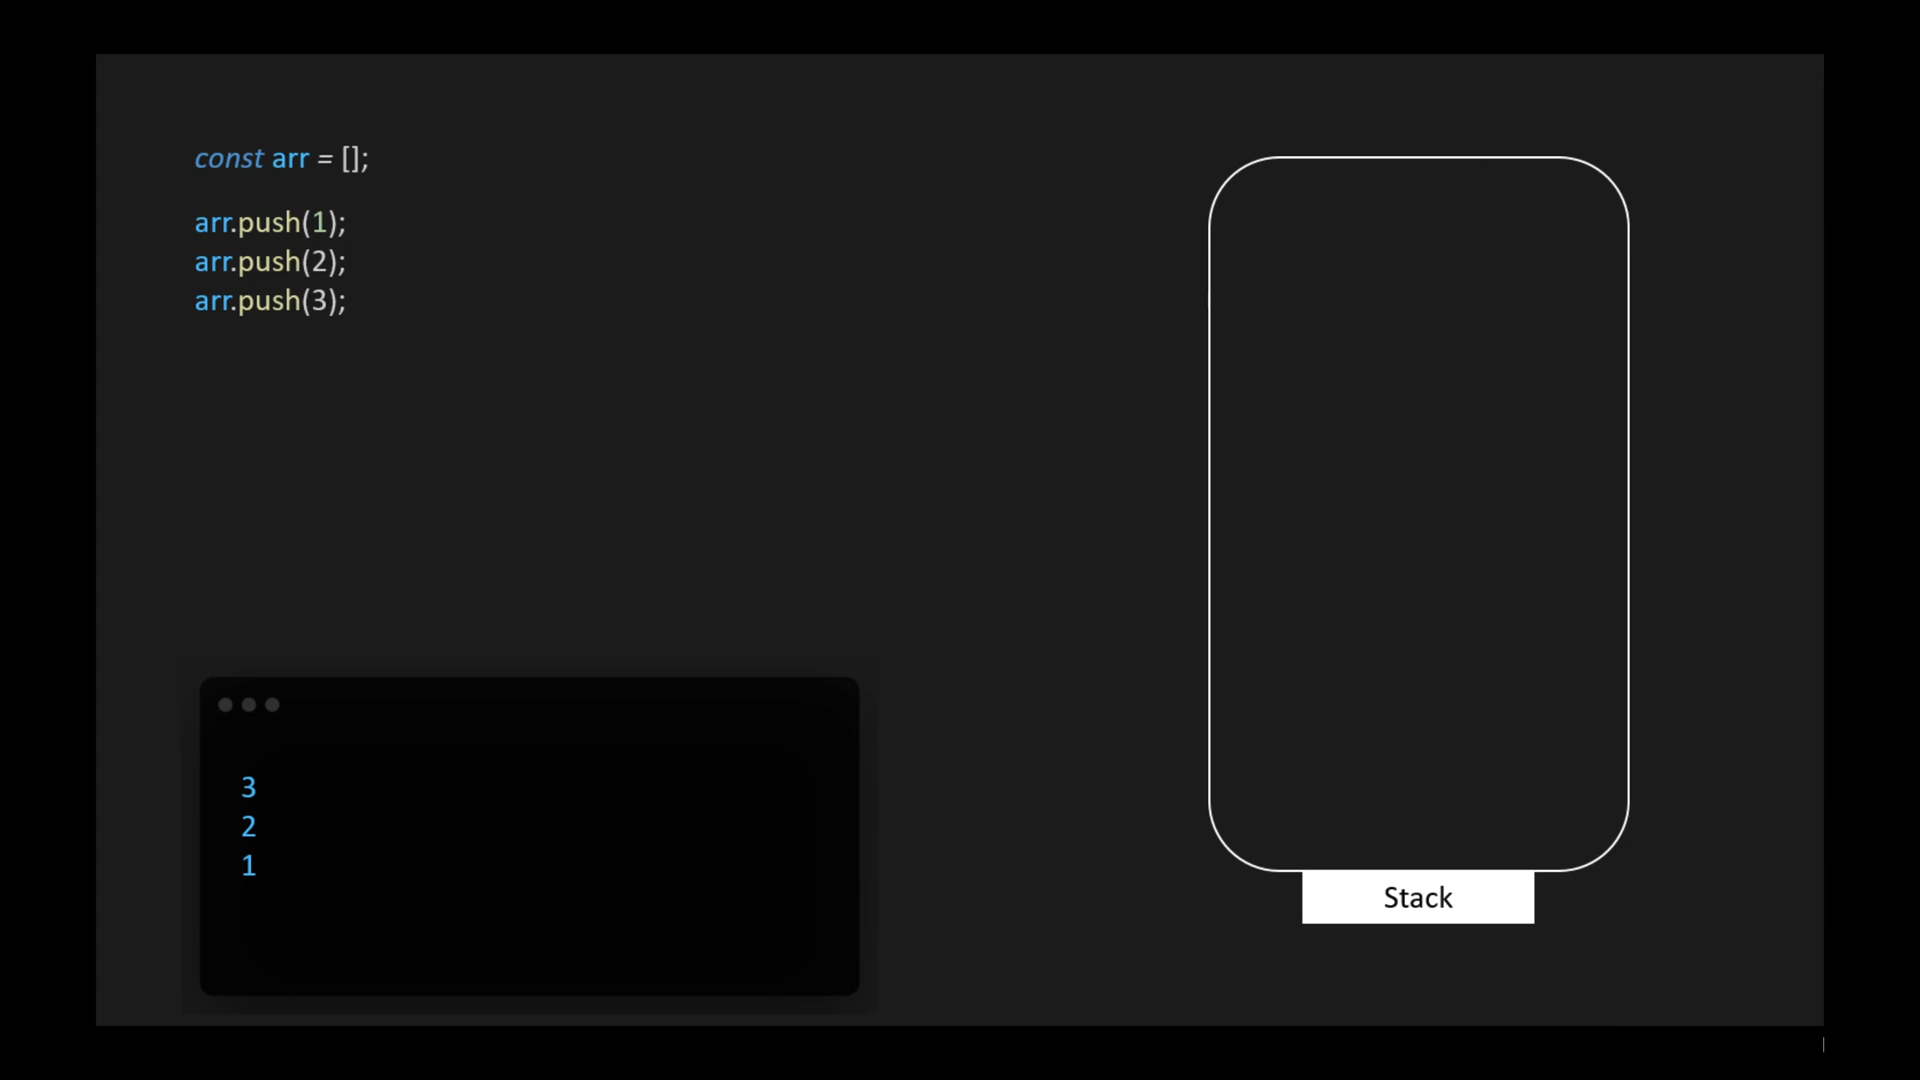 const arr = [];
arr.push(1);
arr.push(2);
arr.push(3);
3
2
1
Stack